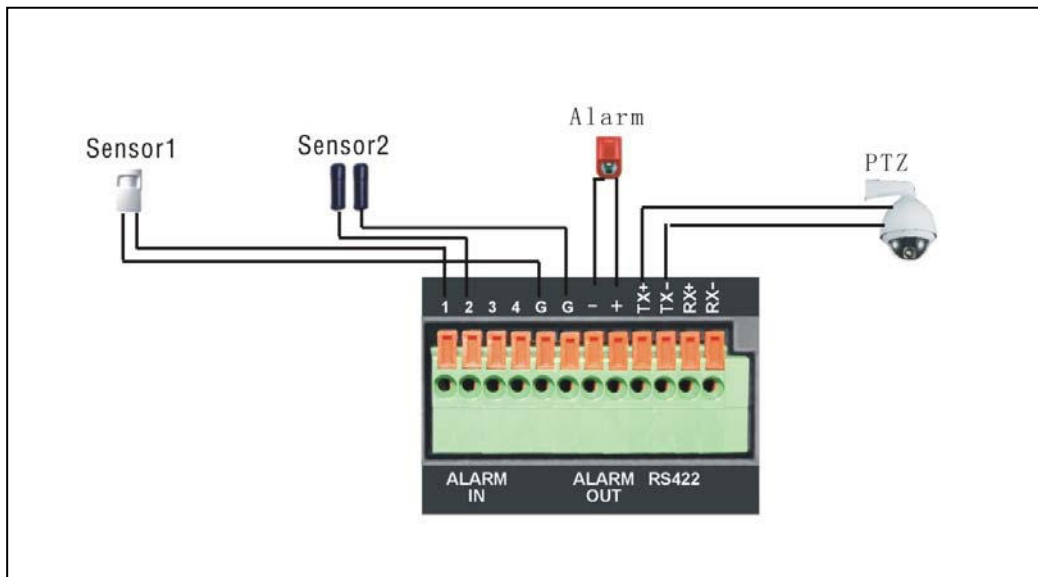 Alarm
Sensor1
Sensor2
PTZ
1 2 3 4 G G - + TX+ TX- RX+ RX-
ALARM IN
ALARM OUT
RS422